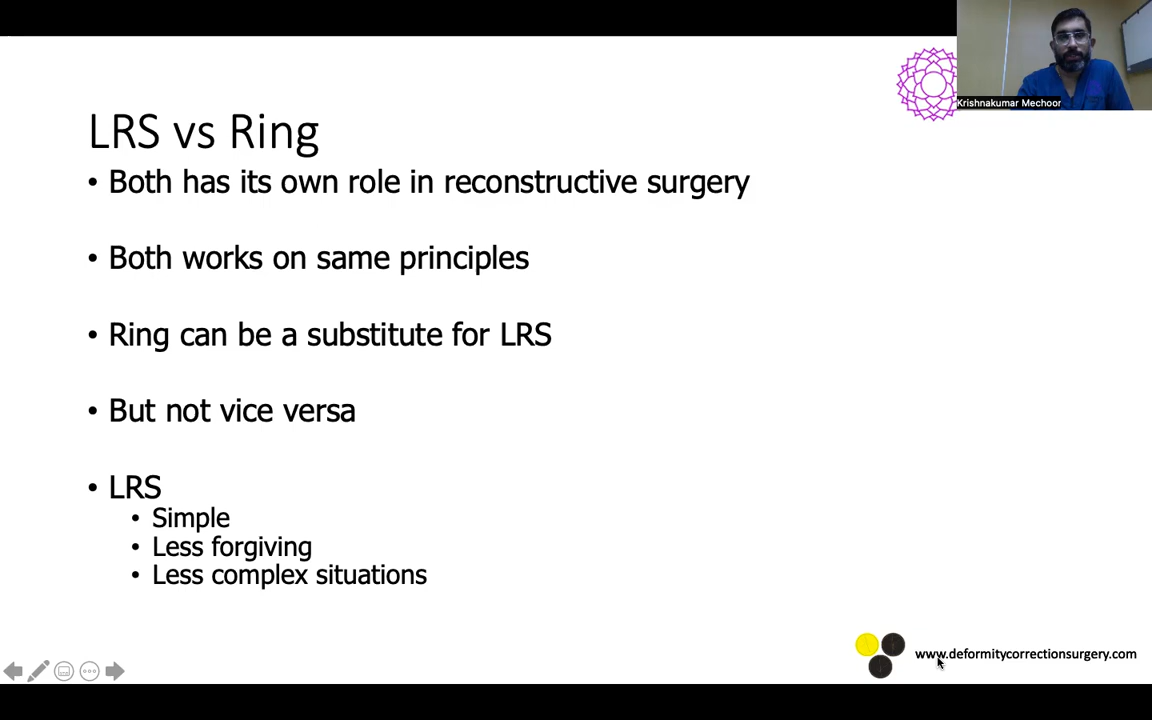 Krishnakumar Mechoor
LRS vs Ring
• Both has its own role in reconstructive surgery
• Both works on same principles
• Ring can be a substitute for LRS
• But not vice versa
• LRS
• Simple
• Less forgiving
• Less complex situations
www.deformitycorrectionsurgery.com